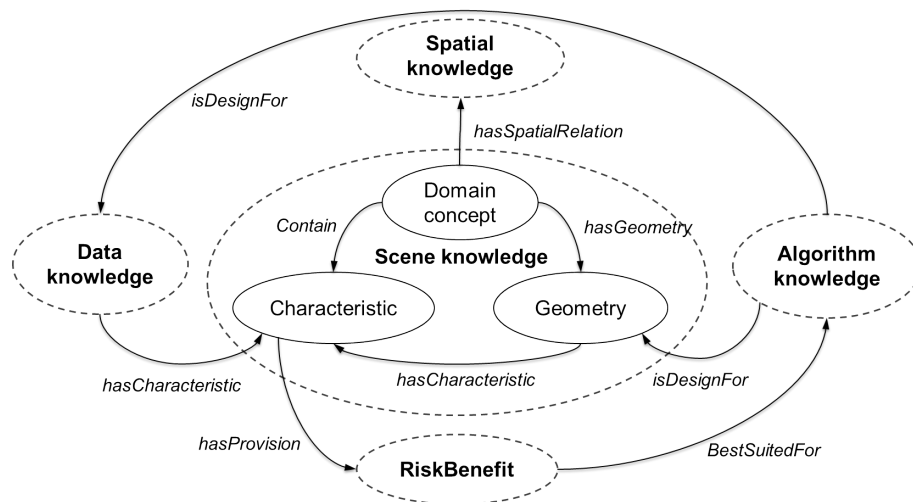 Spatial
knowledge
isDesignFor
hasSpatialRelation
Domain
concept
Contain
hasGeometry
Data
knowledge
Scene knowledge
Algorithm
knowledge
Characteristic
Geometry
hasCharacteristic
hasCharacteristic
isDesignFor
hasProvision
RiskBenefit
BestSuitedFor